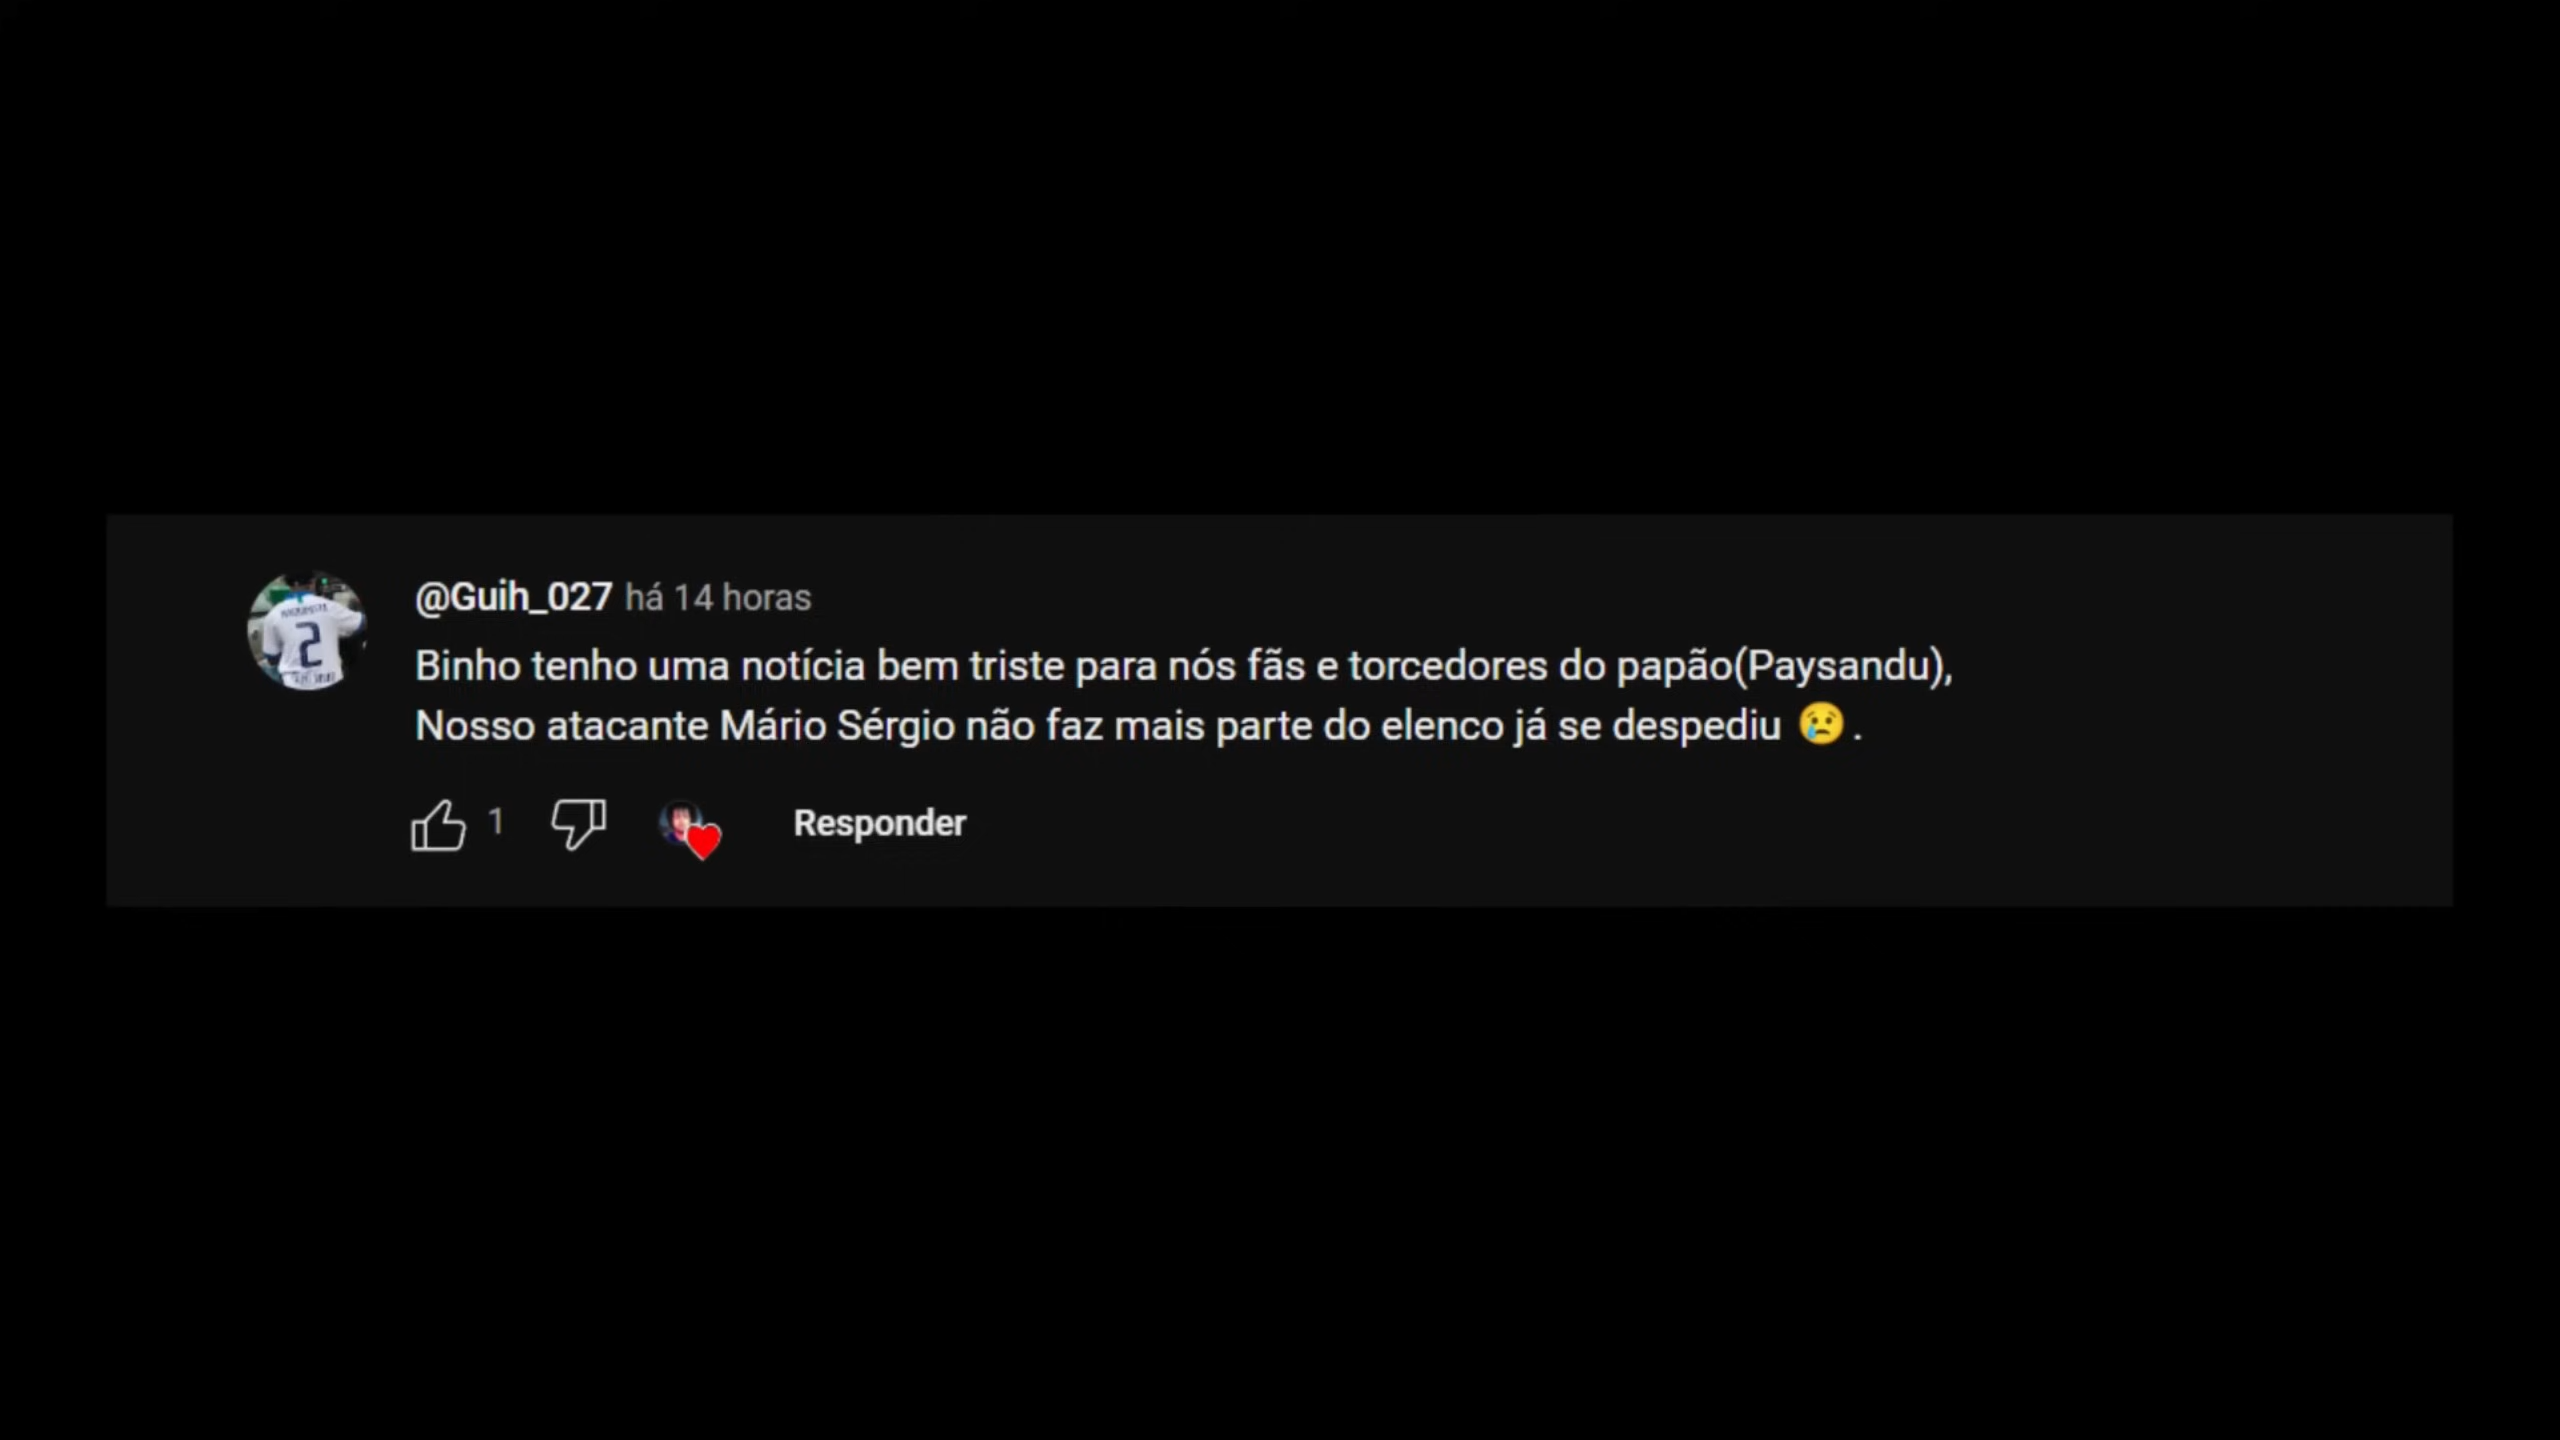 @Guih_027 há 14 horas
Binho tenho uma notícia bem triste para nós fãs e torcedores do papão(Paysandu),
Nosso atacante Mário Sérgio não faz mais parte do elenco já se despediu 😢.
1 Responder
2